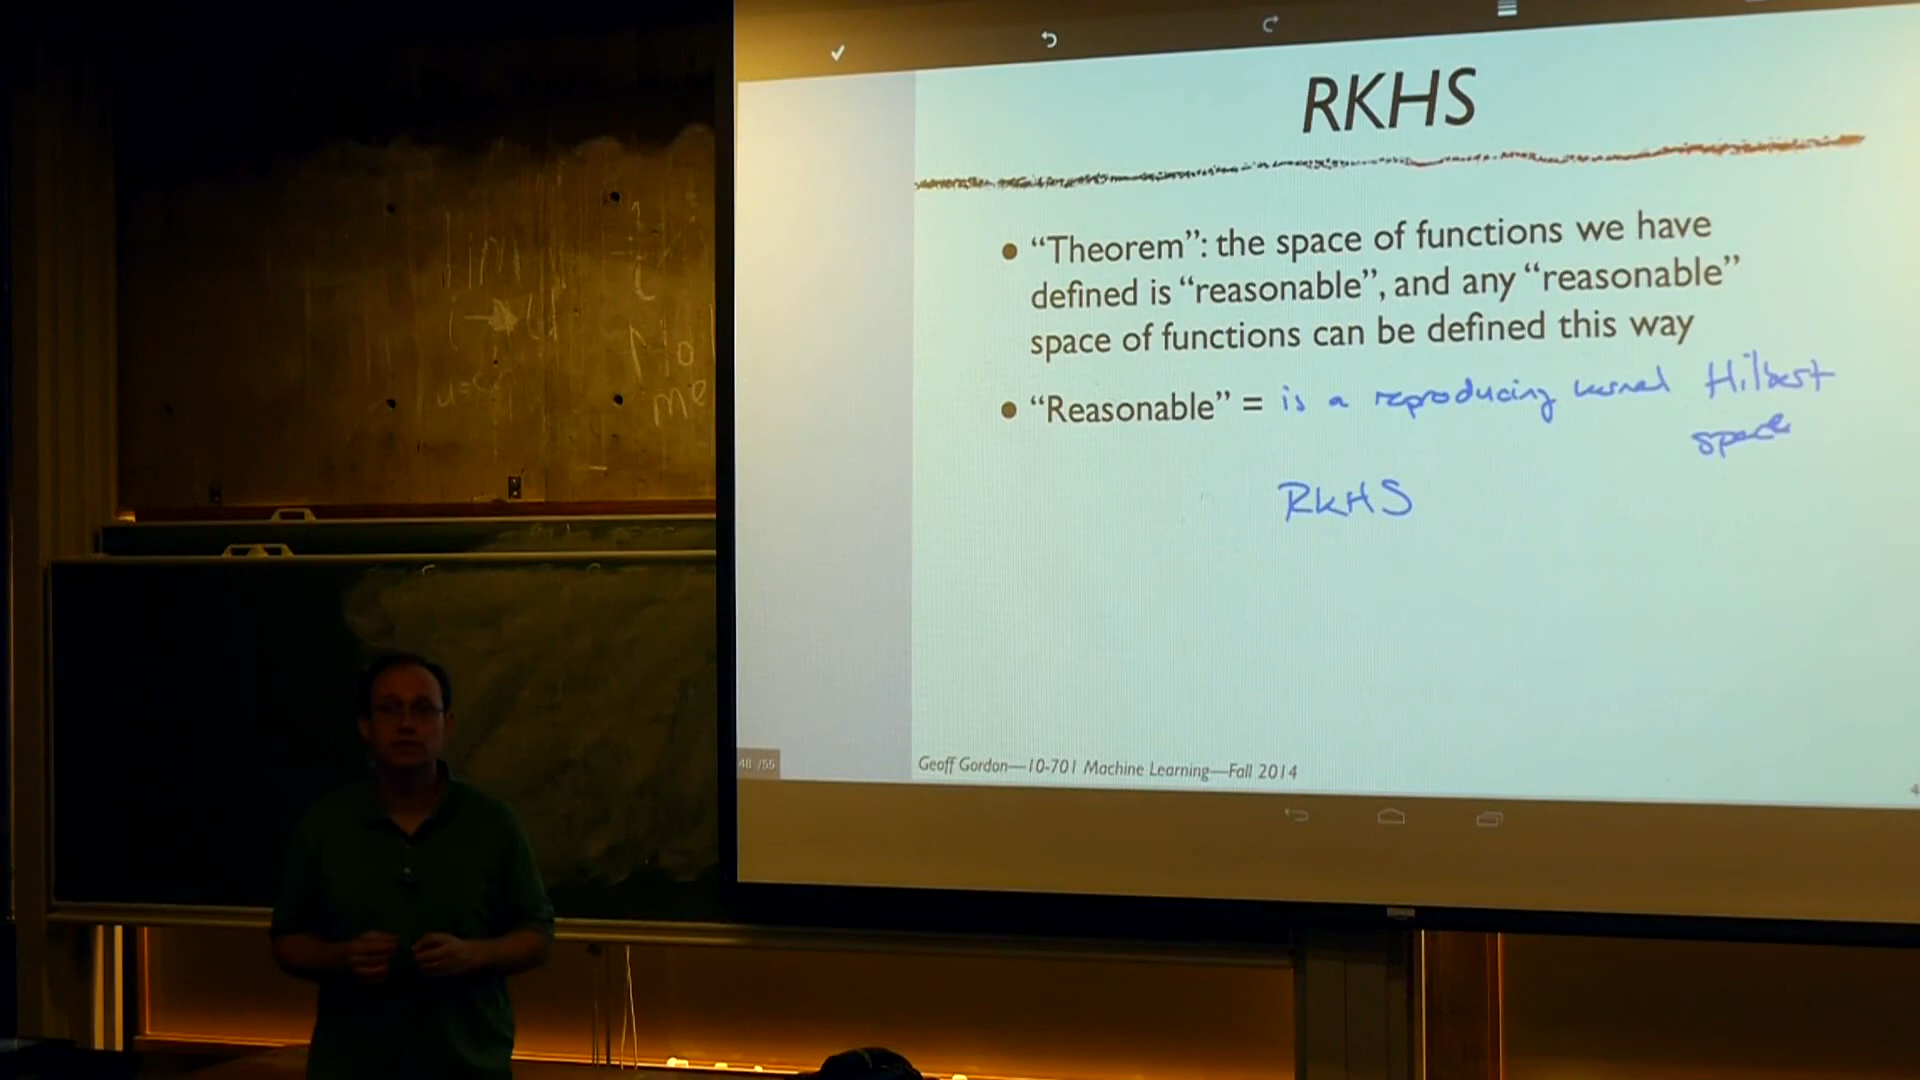 RKHS
• “Theorem”: the space of functions we have
defined is “reasonable”, and any “reasonable”
space of functions can be defined this way
• “Reasonable” = is a reproducing kernel Hilbert
space
RKHS
48 /55
Geoff Gordon—10-701 Machine Learning—Fall 2014
lim
me